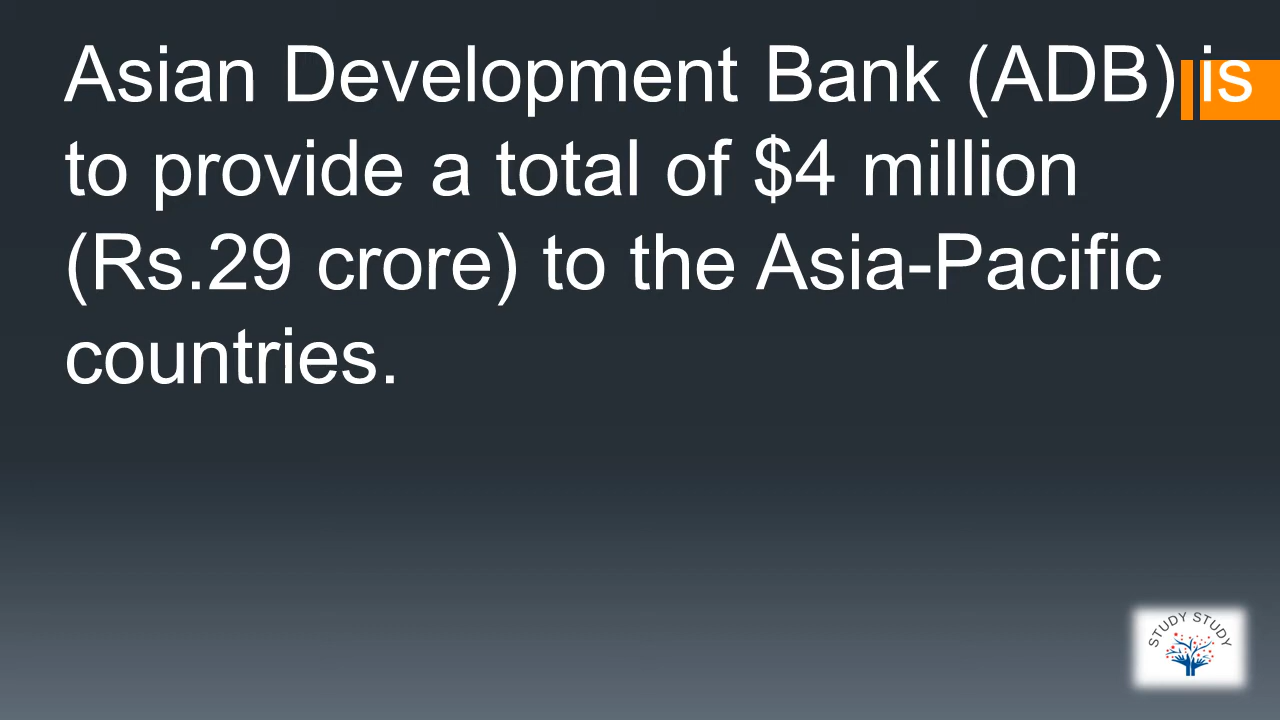 Asian Development Bank (ADB) is
to provide a total of $4 million
(Rs.29 crore) to the Asia-Pacific
countries.
STUDY STUDY